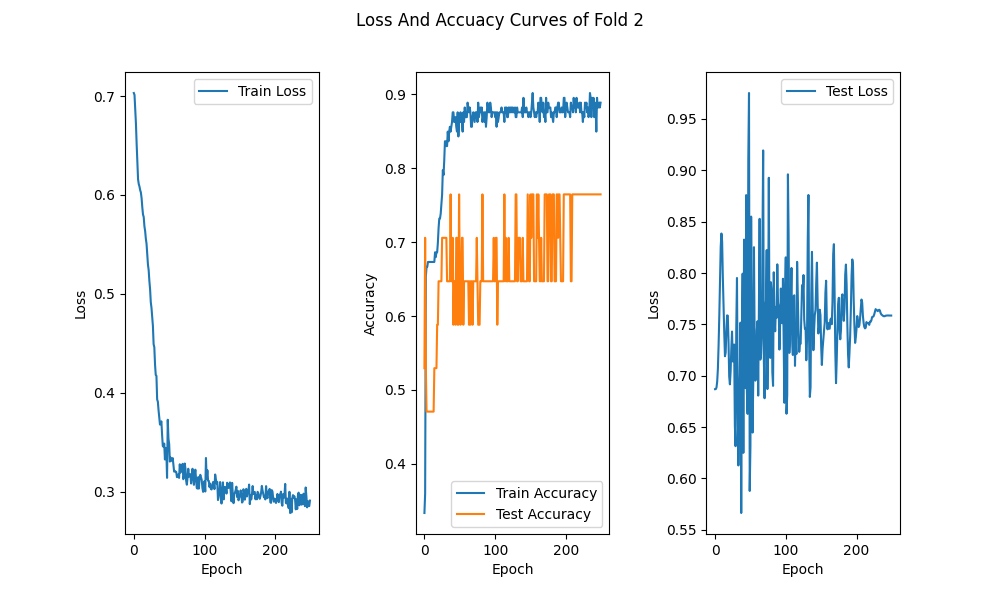 Loss And Accuacy Curves of Fold 2
Train Loss
0.7
0.6
0.5
0.4
0.3
Loss
0
100
200
Epoch
0.9
0.8
0.7
0.6
0.5
0.4
Accuracy
Train Accuracy
Test Accuracy
0
100
200
Epoch
Test Loss
0.95
0.90
0.85
0.80
0.75
0.70
0.65
0.60
0.55
Loss
0
100
200
Epoch